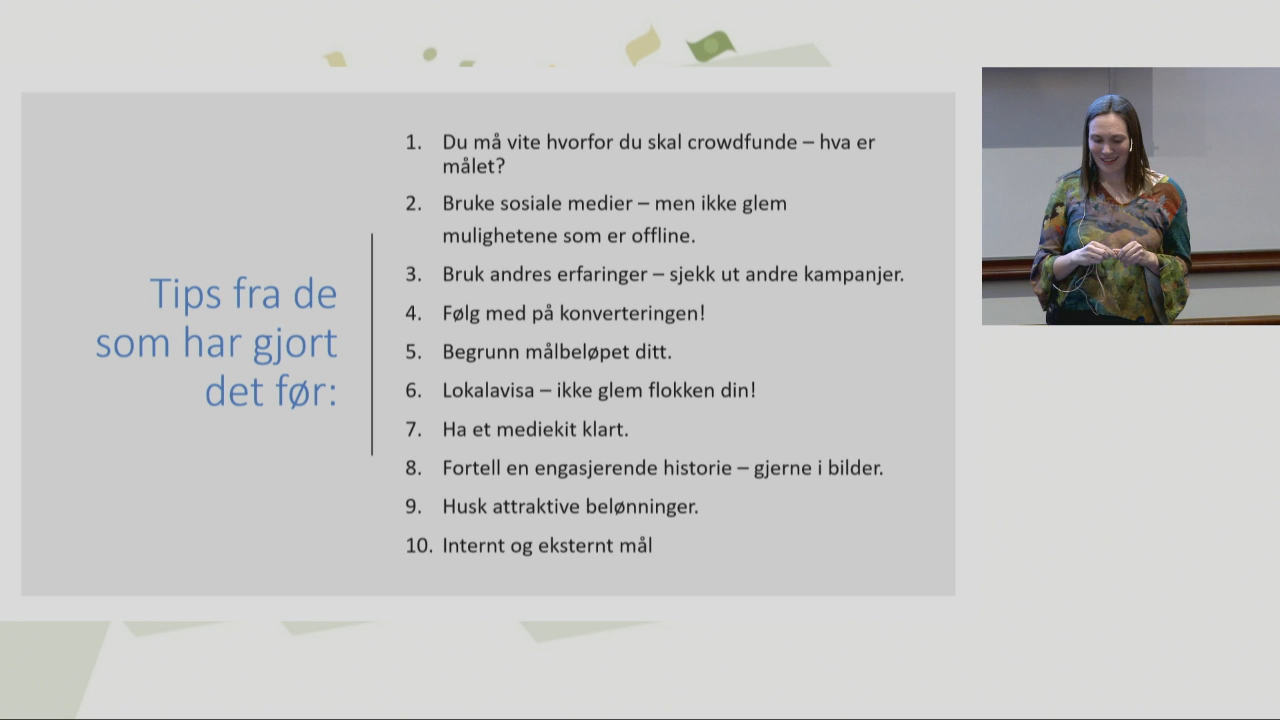 Tips fra de
som har gjort
det før:
1. Du må vite hvorfor du skal crowdfunde – hva er
målet?
2. Bruke sosiale medier – men ikke glem
mulighetene som er offline.
3. Bruk andres erfaringer – sjekk ut andre kampanjer.
4. Følg med på konverteringen!
5. Begrunn målbeløpet ditt.
6. Lokalavisa – ikke glem flokken din!
7. Ha et mediekit klart.
8. Fortell en engasjerende historie – gjerne i bilder.
9. Husk attraktive belønninger.
10. Internt og eksternt mål